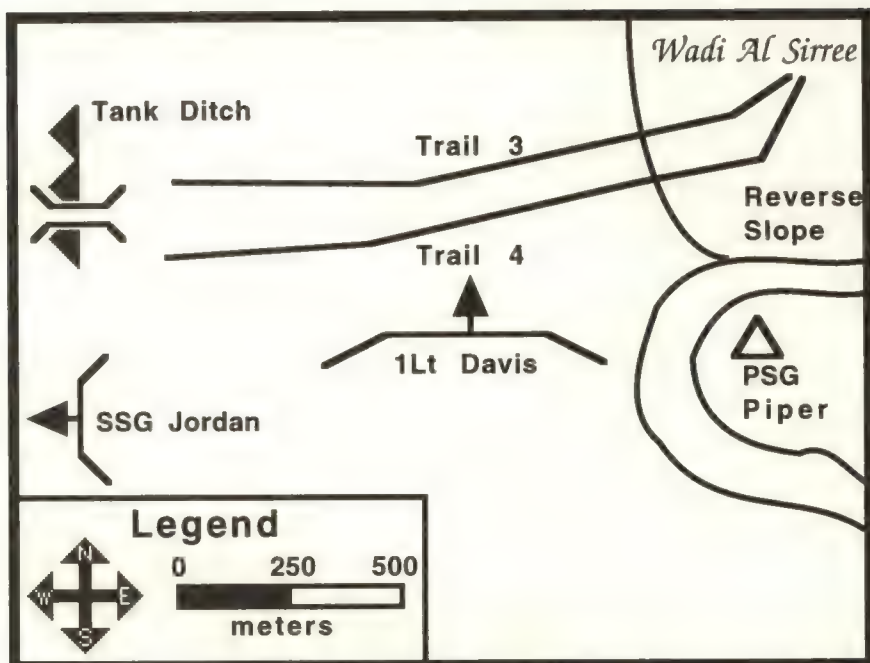 Wadi Al Sirree
Tank Ditch
Trail 3
Reverse
Slope
Trail 4
1Lt Davis
PSG
Piper
SSG Jordan
Legend
N
W E
S
0 250 500
meters